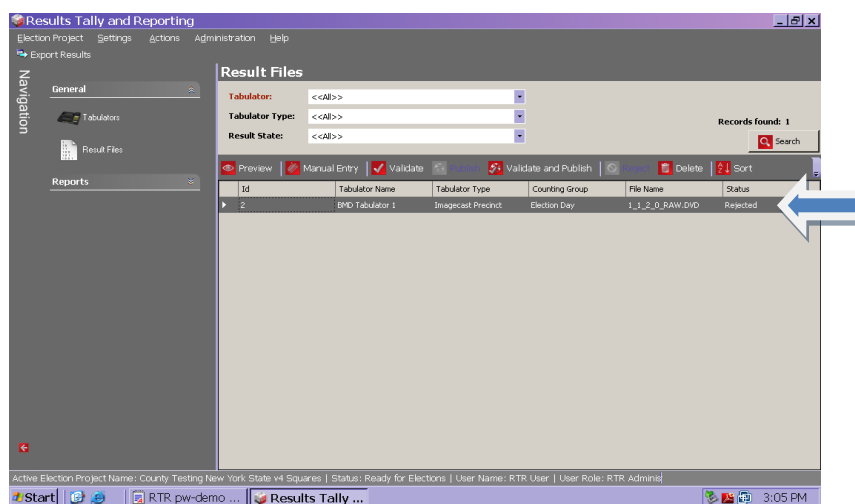 Results Tally and Reporting
Election Project Settings Actions Administration Help
Export Results
Navigation
General
Tabulators
Result Files
Reports
Result Files
Tabulator: <<All>>
Tabulator Type: <<All>>
Result State: <<All>>
Records found: 1
Search
Preview Manual Entry Validate Publish Validate and Publish Reject Delete Sort
Id Tabulator Name Tabulator Type Counting Group File Name Status
2 BMD Tabulator 1 Imagecast Precinct Election Day 1_1_2_0_RAW.DVD Rejected
Active Election Project Name: County Testing New York State v4 Squares | Status: Ready for Elections | User Name: RTR User | User Role: RTR Adminis
Start RTR pw-dem ... Results Tally ... 3:05 PM